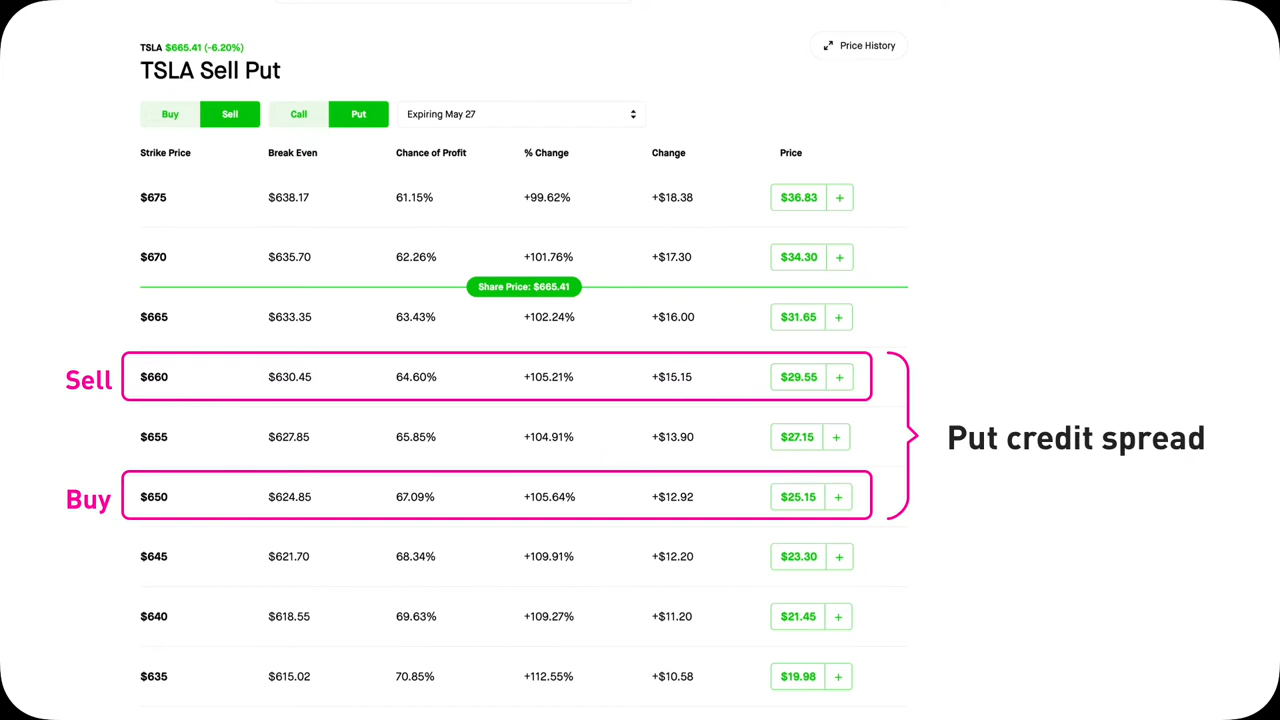 TSLA $665.41 (-6.20%)
Price History
TSLA Sell Put
Buy Sell Call Put Expiring May 27
Strike Price Break Even Chance of Profit % Change Change Price
$675 $638.17 61.15% +99.62% +$18.38 $36.83 +
$670 $635.70 62.26% +101.76% +$17.30 $34.30 +
Share Price: $665.41
$665 $633.35 63.43% +102.24% +$16.00 $31.65 +
Sell $660 $630.45 64.60% +105.21% +$15.15 $29.55 +
$655 $627.85 65.85% +104.91% +$13.90 $27.15 +
Put credit spread
Buy $650 $624.85 67.09% +105.64% +$12.92 $25.15 +
$645 $621.70 68.34% +109.91% +$12.20 $23.30 +
$640 $618.55 69.63% +109.27% +$11.20 $21.45 +
$635 $615.02 70.85% +112.55% +$10.58 $19.98 +